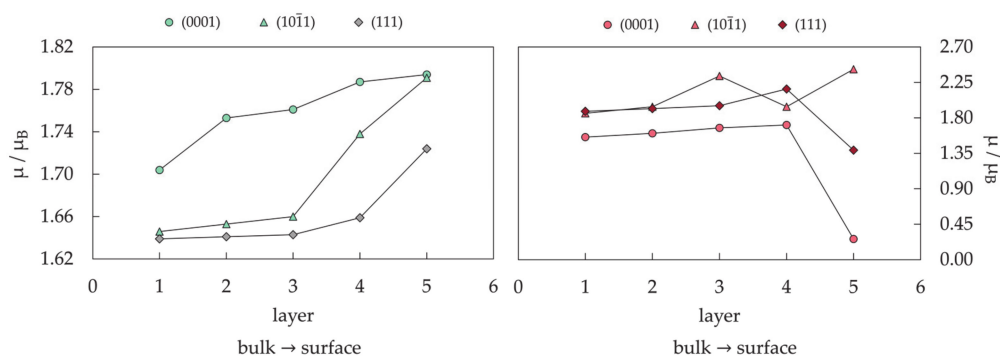 (0001) (101̅1) (111)
1.82
1.78
1.74
1.70
1.66
1.62
μ / μB
0 1 2 3 4 5 6
layer
bulk → surface
(0001) (101̅1) (111)
2.70
2.25
1.80
1.35
0.90
0.45
0.00
μ / μB
0 1 2 3 4 5 6
layer
bulk → surface